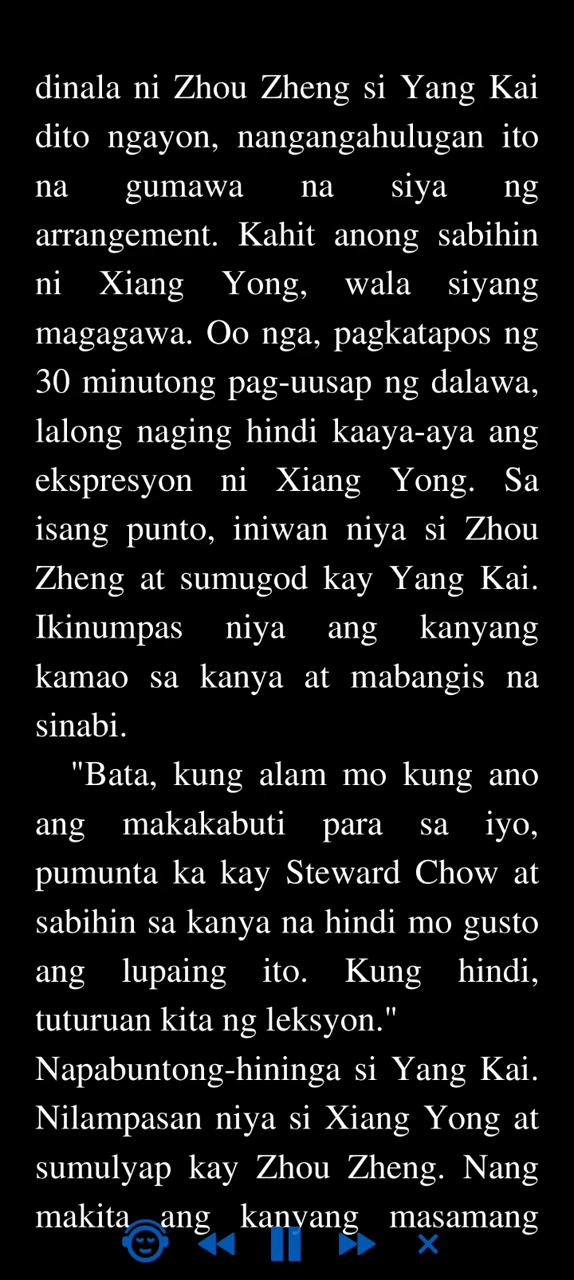 dinala ni Zhou Zheng si Yang Kai
dito ngayon, nangangahulugan ito
na gumawa na siya ng
arrangement. Kahit anong sabihin
ni Xiang Yong, wala siyang
magagawa. Oo nga, pagkatapos ng
30 minutong pag-uusap ng dalawa,
lalong naging hindi kaaya-aya ang
ekspresyon ni Xiang Yong. Sa
isang punto, iniwan niya si Zhou
Zheng at sumugod kay Yang Kai.
Ikinumpas niya ang kanyang
kamao sa kanya at mabangis na
sinabi.
"Bata, kung alam mo kung ano
ang makakabuti para sa iyo,
pumunta ka kay Steward Chow at
sabihin sa kanya na hindi mo gusto
ang lupaing ito. Kung hindi,
tuturuan kita ng leksyon."
Napabuntong-hininga si Yang Kai.
Nilampasan niya si Xiang Yong at
sumulyap kay Zhou Zheng. Nang
makita ang kanyang masamang